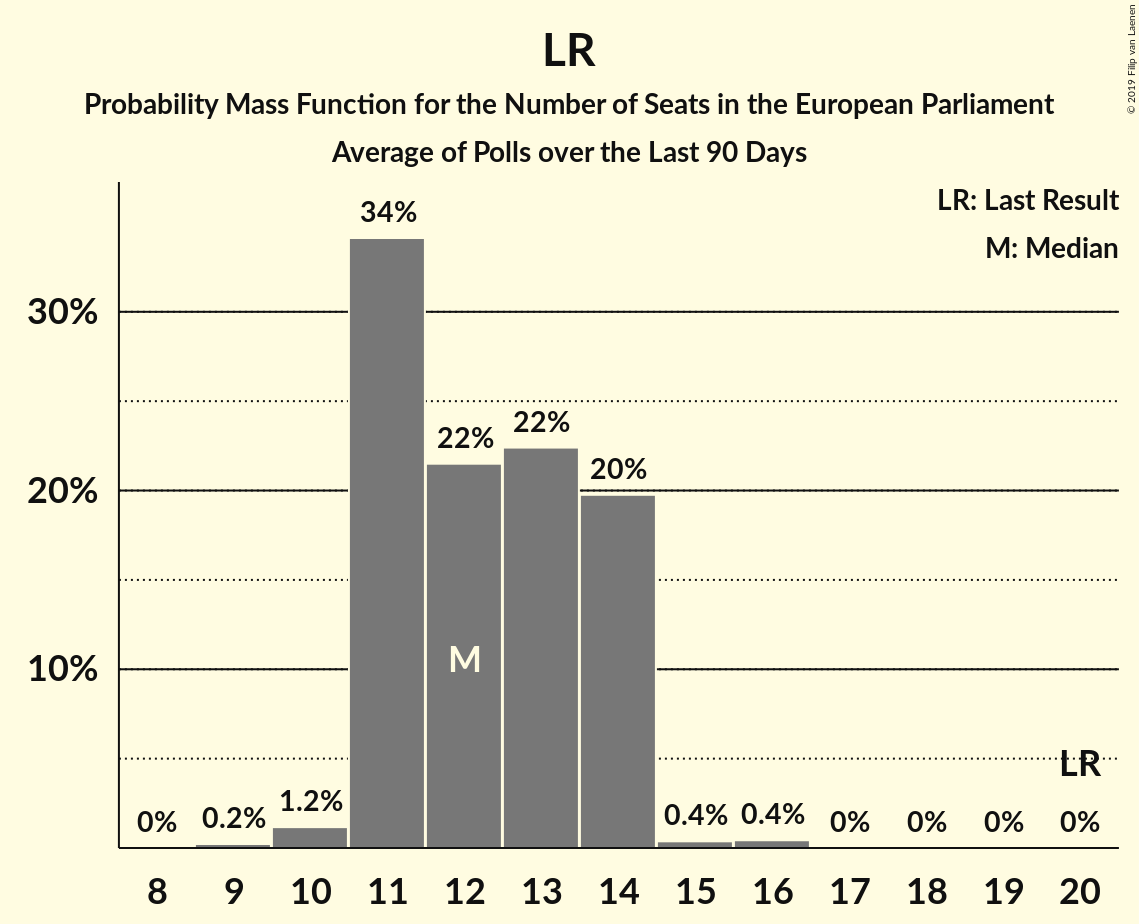 LR
Probability Mass Function for the Number of Seats in the European Parliament
Average of Polls over the Last 90 Days
© 2019 Filip van Laenen
LR: Last Result
M: Median
34%
30%
22%
22%
20%
20%
M
10%
LR
0%
0.2%
1.2%
0.4%
0.4%
0%
0%
0%
0%
8 9 10 11 12 13 14 15 16 17 18 19 20